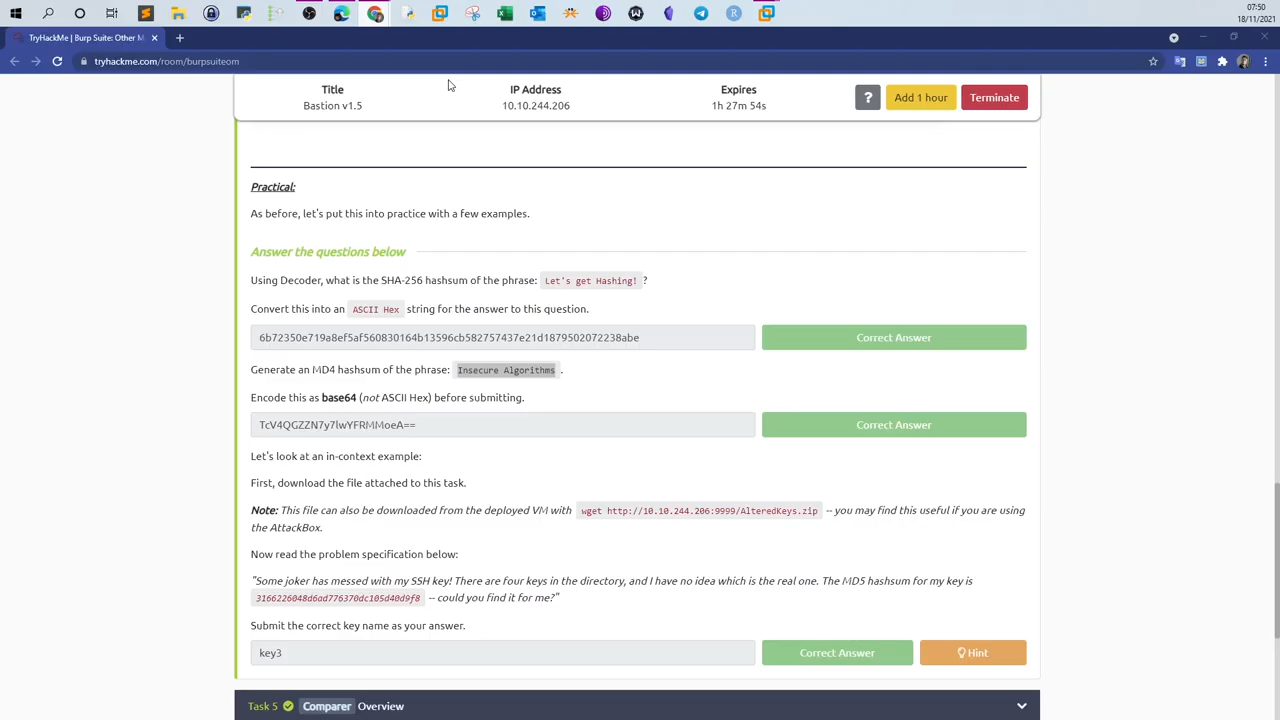 07:50
18/11/2021
TryHackMe | Burp Suite: Other M
tryhackme.com/room/burpsuiteom
Title
Bastion v1.5
IP Address
10.10.244.206
Expires
1h 27m 54s
?
Add 1 hour
Terminate
Practical:
As before, let's put this into practice with a few examples.
Answer the questions below
Using Decoder, what is the SHA-256 hashsum of the phrase: Let's get Hashing! ?
Convert this into an ASCII Hex string for the answer to this question.
6b72350e719a8ef5af560830164b13596cb582757437e21d1879502072238abe
Correct Answer
Generate an MD4 hashsum of the phrase: Insecure Algorithms .
Encode this as base64 (not ASCII Hex) before submitting.
TcV4QGZZN7y7lwYFRMMoeA==
Correct Answer
Let's look at an in-context example:
First, download the file attached to this task.
Note: This file can also be downloaded from the deployed VM with wget http://10.10.244.206:9999/AlteredKeys.zip -- you may find this useful if you are using
the AttackBox.
Now read the problem specification below:
"Some joker has messed with my SSH key! There are four keys in the directory, and I have no idea which is the real one. The MD5 hashsum for my key is
3166226048d6ad776370dc105d40d9f8 -- could you find it for me?"
Submit the correct key name as your answer.
key3
Correct Answer
Hint
Task 5 Comparer Overview